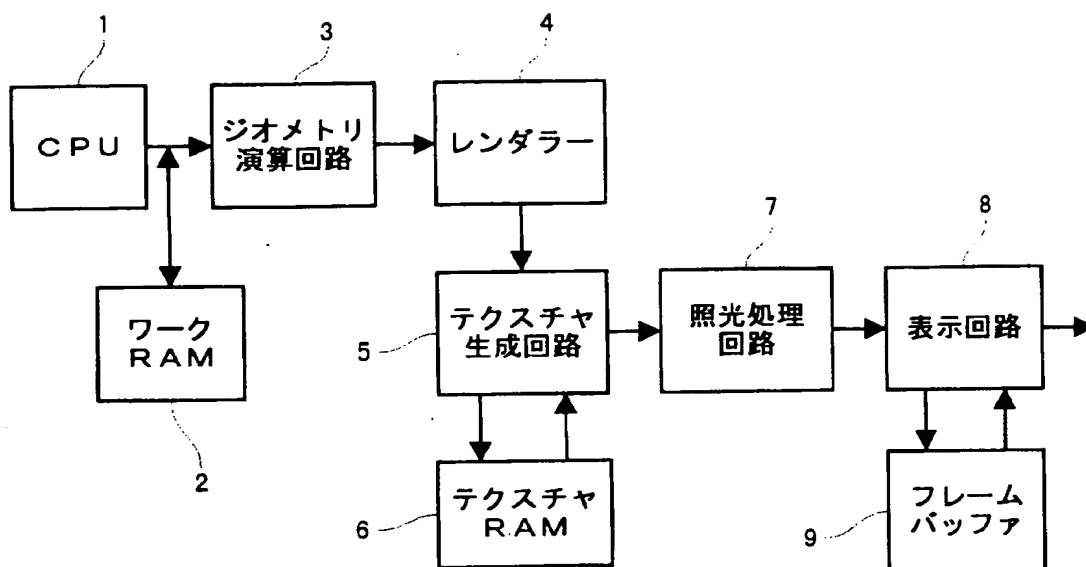 1
CPU
3
ジオメトリ
演算回路
4
レンダラー
ワーク
RAM
2
5
テクスチャ
生成回路
7
照光処理
回路
8
表示回路
6
テクスチャ
RAM
9
フレーム
バッファ